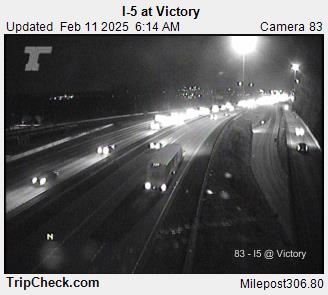 I-5 at Victory
Updated Feb 11 2025 6:14 AM Camera 83
T
N
83 - I5 @ Victory
TripCheck.com Milepost306.80